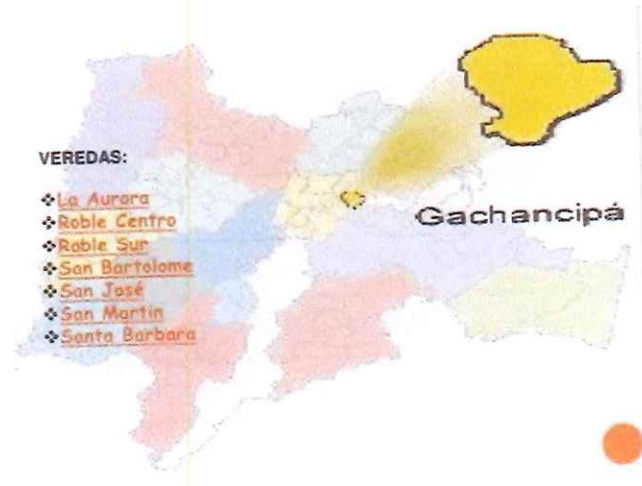 VEREDAS:
❖La Aurora
❖Roble Centro
❖Roble Sur
❖San Bartolome
❖San José
❖San Martin
❖Santa Barbara
Gachancipá